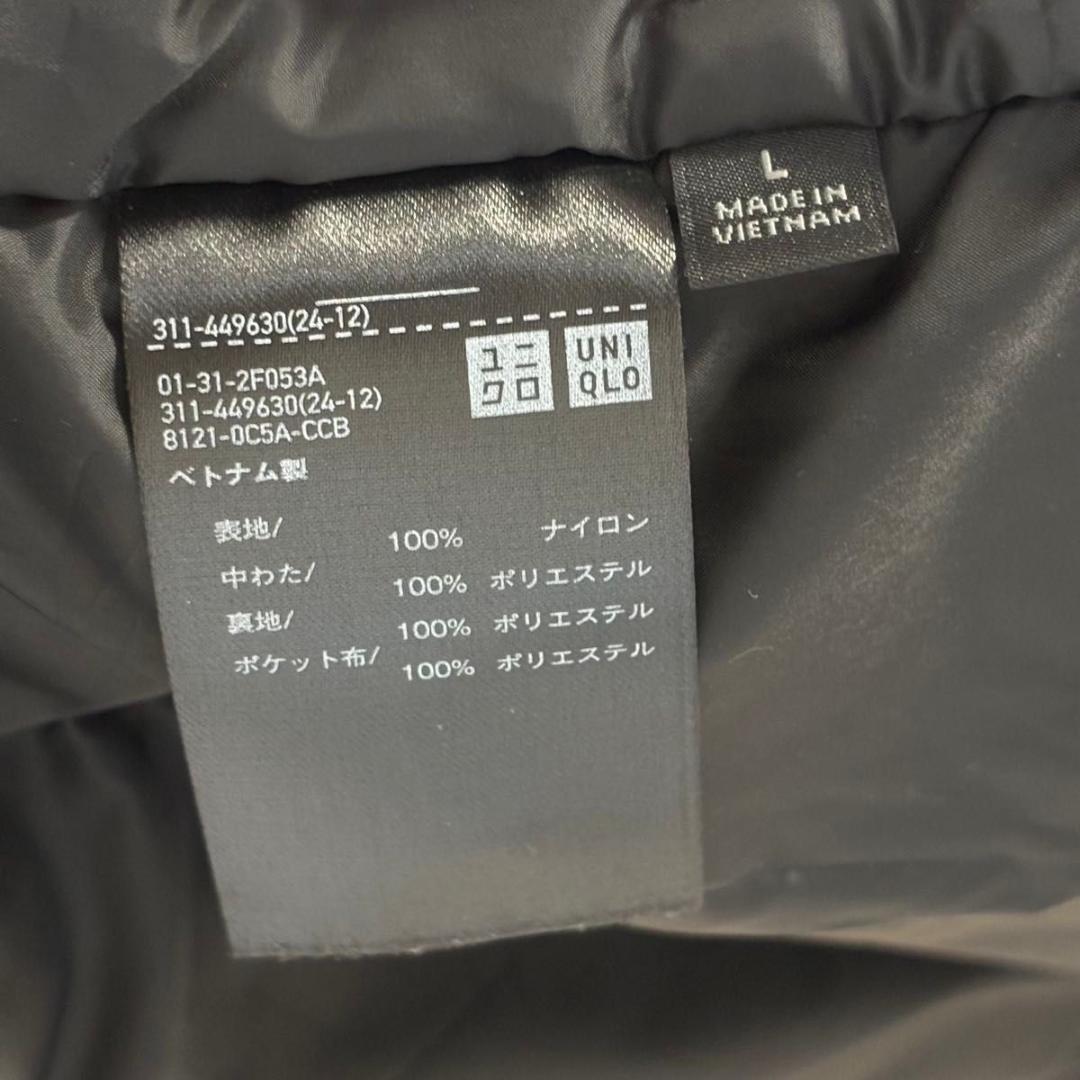 L
MADE IN
VIETNAM
311-449630(24-12)
ユニ
クロ
UNI
QLO
01-31-2F053A
311-449630(24-12)
8121-0C5A-CCB
ベトナム製
表地/ 100% ナイロン
中わた/ 100% ポリエステル
裏地/ 100% ポリエステル
ポケット布/ 100% ポリエステル